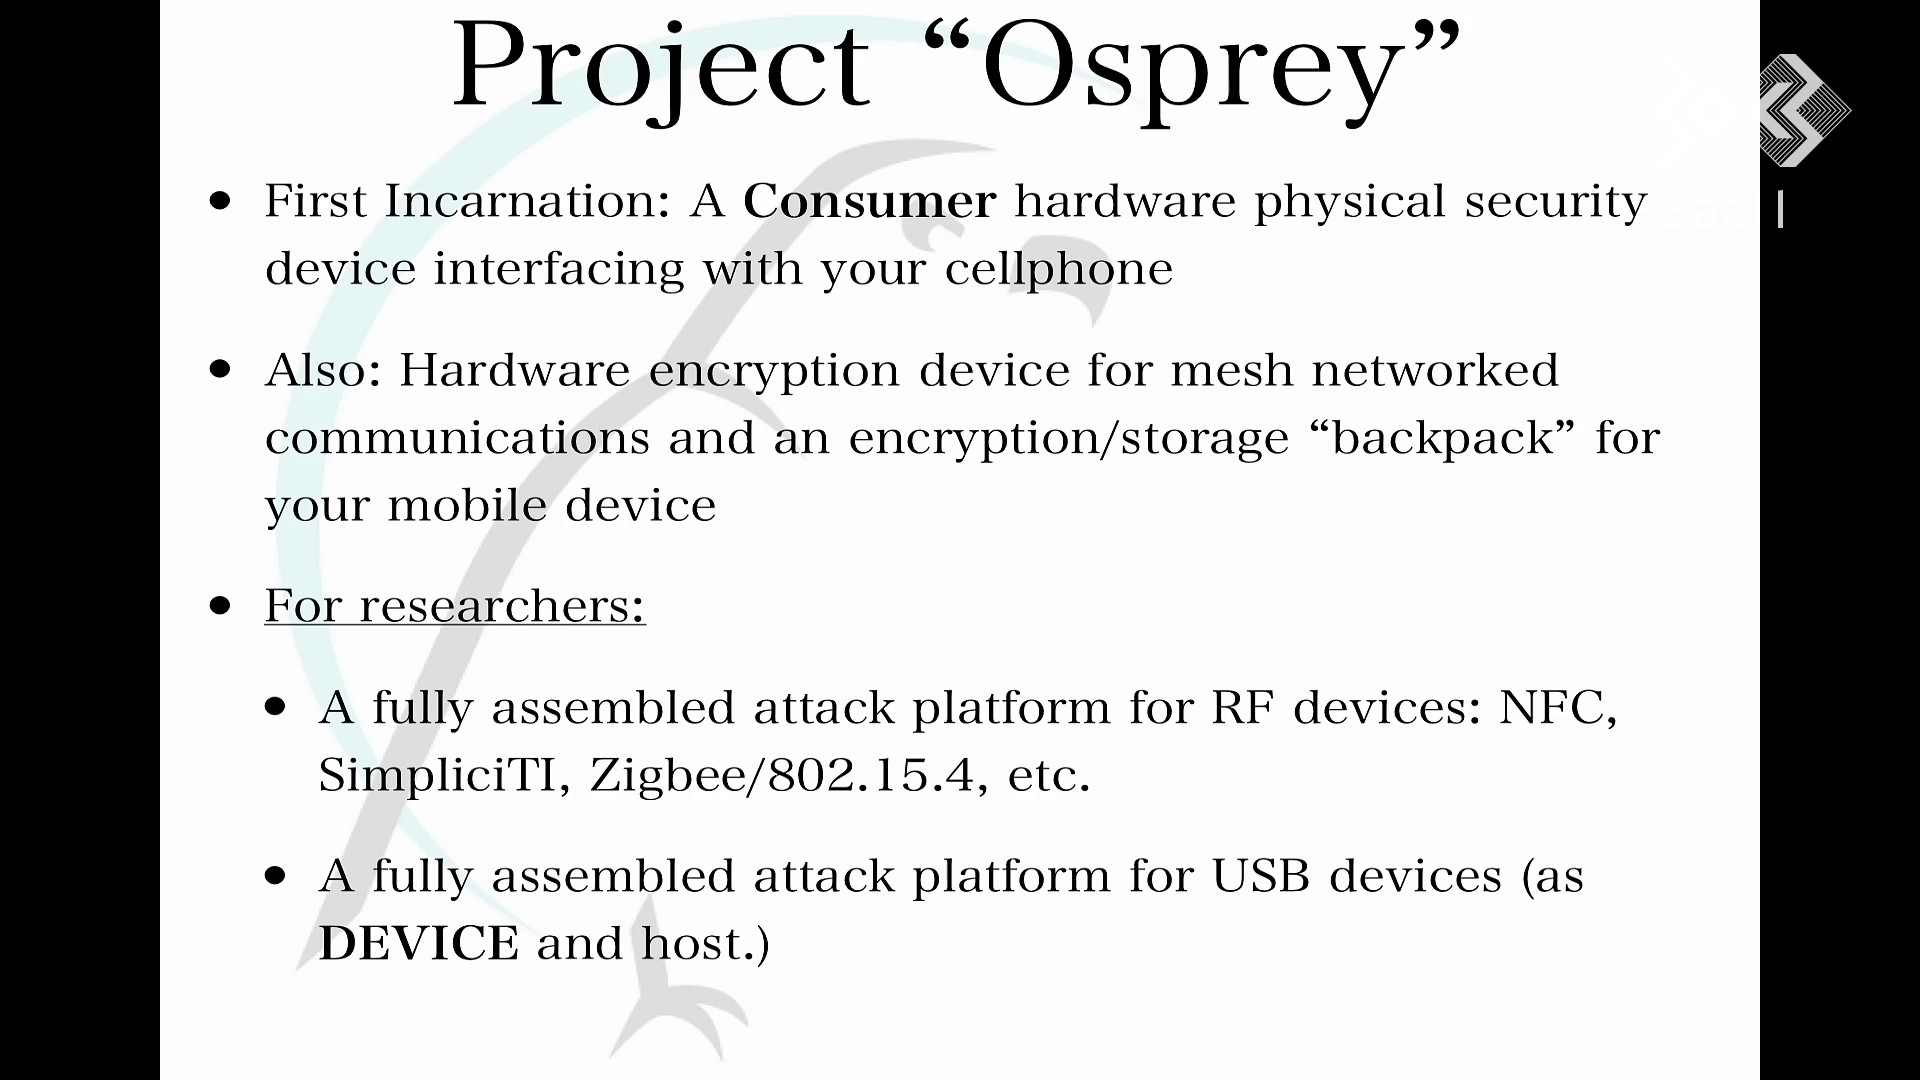 Project “Osprey”
• First Incarnation: A Consumer hardware physical security
device interfacing with your cellphone
• Also: Hardware encryption device for mesh networked
communications and an encryption/storage “backpack” for
your mobile device
• For researchers:
• A fully assembled attack platform for RF devices: NFC,
SimpliciTI, Zigbee/802.15.4, etc.
• A fully assembled attack platform for USB devices (as
DEVICE and host.)